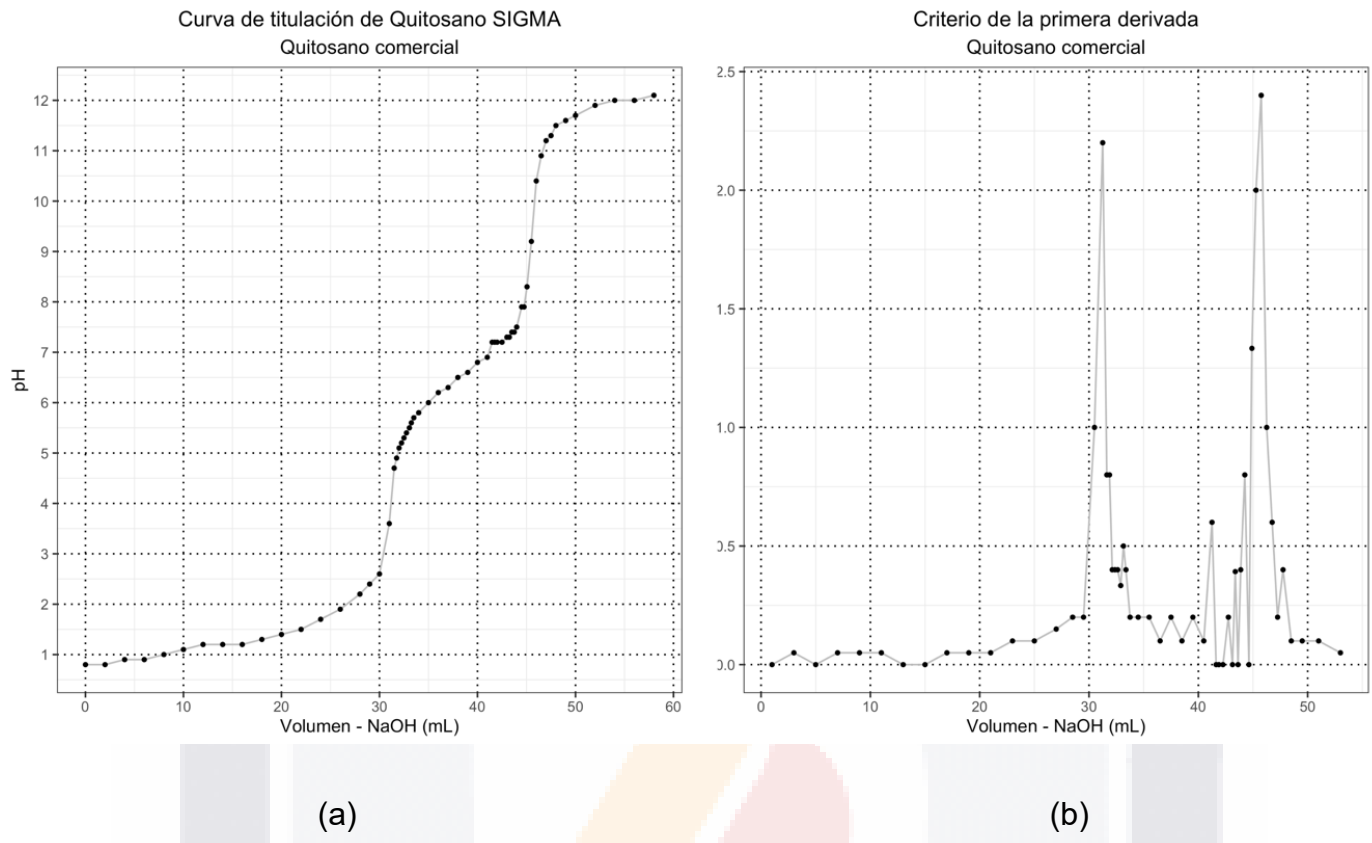 Curva de titulación de Quitosano SIGMA
Quitosano comercial
12
11
10
9
8
7
6
5
4
3
2
1
pH
0 10 20 30 40 50 60
Volumen - NaOH (mL)
(a)
Criterio de la primera derivada
Quitosano comercial
2.5
2.0
1.5
1.0
0.5
0.0
0 10 20 30 40 50
Volumen - NaOH (mL)
(b)